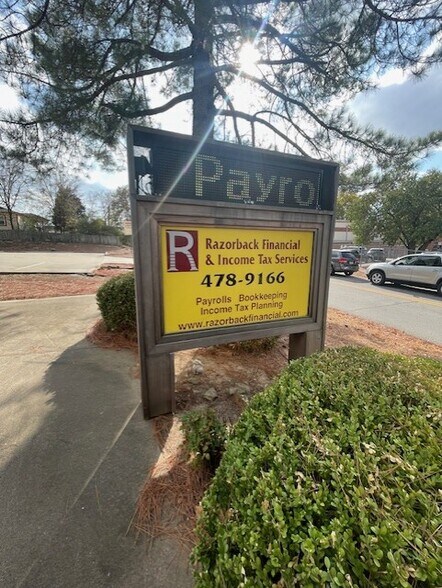 Payro
R
Razorback Financial
& Income Tax Services
478-9166
Payrolls Bookkeeping
Income Tax Planning
www.razorbackfinancial.com